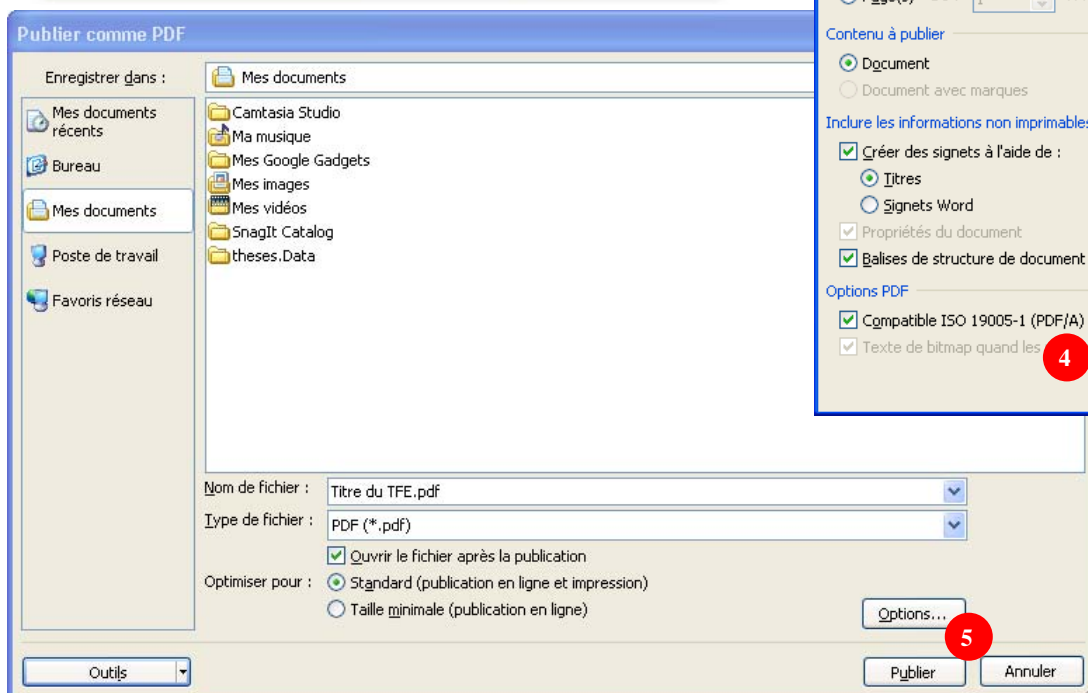 Publier comme PDF
Enregistrer dans :
Mes documents
Mes documents
récents
Bureau
Mes documents
Poste de travail
Favoris réseau
Camtasia Studio
Ma musique
Mes Google Gadgets
Mes images
Mes vidéos
SnagIt Catalog
theses.Data
Nom de fichier :
Titre du TFE.pdf
Type de fichier :
PDF (*.pdf)
Ouvrir le fichier après la publication
Optimiser pour :
Standard (publication en ligne et impression)
Taille minimale (publication en ligne)
Options...
5
Outils
Publier
Annuler
Contenu à publier
Document
Document avec marques
Inclure les informations non imprimables
Créer des signets à l'aide de :
Titres
Signets Word
Propriétés du document
Balises de structure de document
Options PDF
Compatible ISO 19005-1 (PDF/A)
Texte de bitmap quand les
4